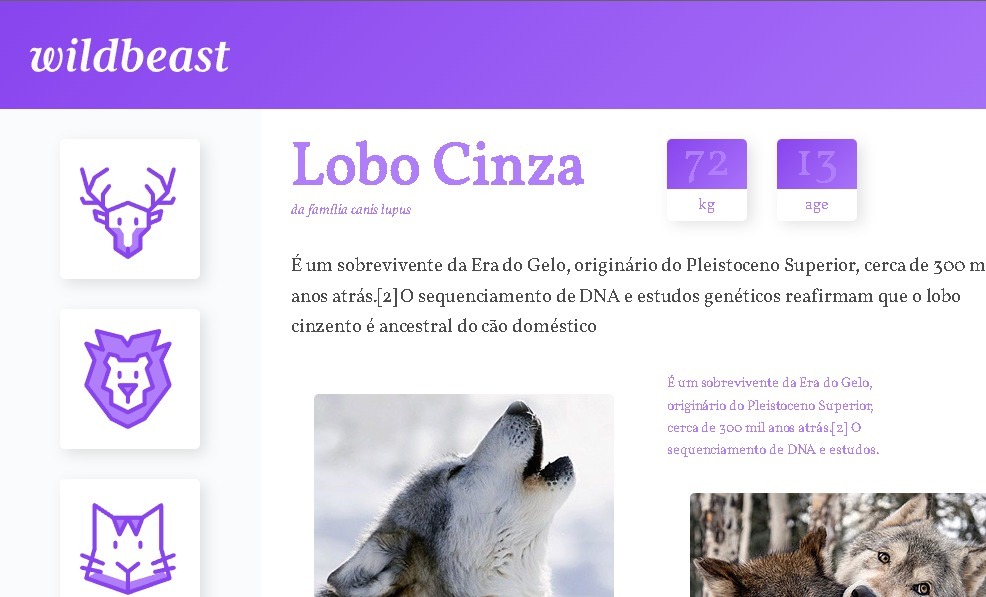 wildbeast
Lobo Cinza
da família canis lupus
72
kg
13
age
É um sobrevivente da Era do Gelo, originário do Pleistoceno Superior, cerca de 300 m
anos atrás.[2]O sequenciamento de DNA e estudos genéticos reafirmam que o lobo
cinzento é ancestral do cão doméstico
É um sobrevivente da Era do Gelo,
originário do Pleistoceno Superior,
cerca de 300 mil anos atrás.[2] O
sequenciamento de DNA e estudos.